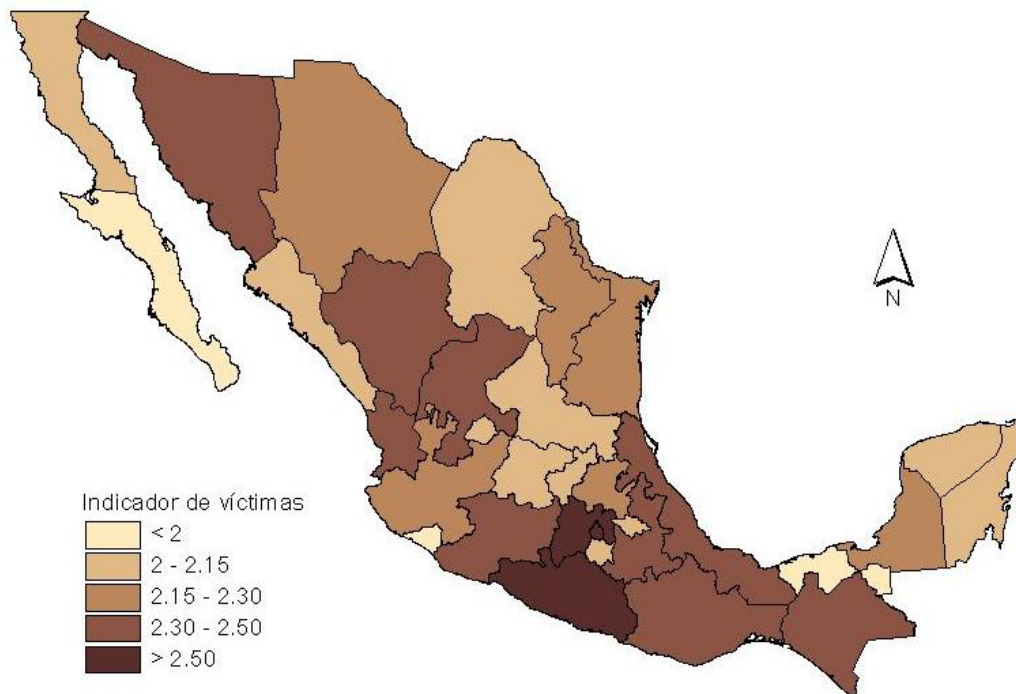 N
Indicador de víctimas
< 2
2 - 2.15
2.15 - 2.30
2.30 - 2.50
> 2.50